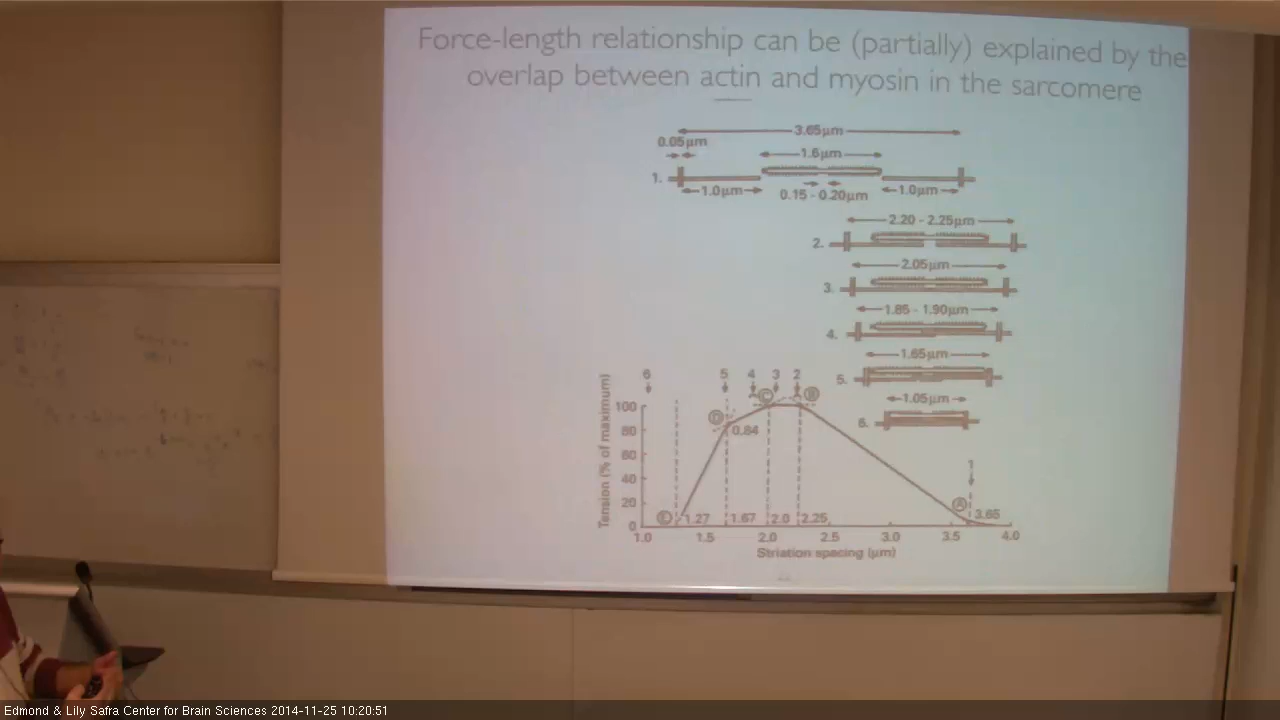 Force-length relationship can be (partially) explained by the
overlap between actin and myosin in the sarcomere
3.65µm
0.05µm
1.6µm
1.
1.0µm
0.15 - 0.20µm
1.0µm
2.20 - 2.25µm
2.
2.05µm
3.
1.85 - 1.90µm
4.
1.65µm
5.
1.05µm
6.
6 5 4 3 2
C B
100
D
80 0.84
60
40
20
0
Tension (% of maximum)
1
A
3.65
E 1.27 1.67 2.0 2.25
1.0 1.5 2.0 2.5 3.0 3.5 4.0
Striation spacing (µm)
Edmond & Lily Safra Center for Brain Sciences 2014-11-25 10:20:51